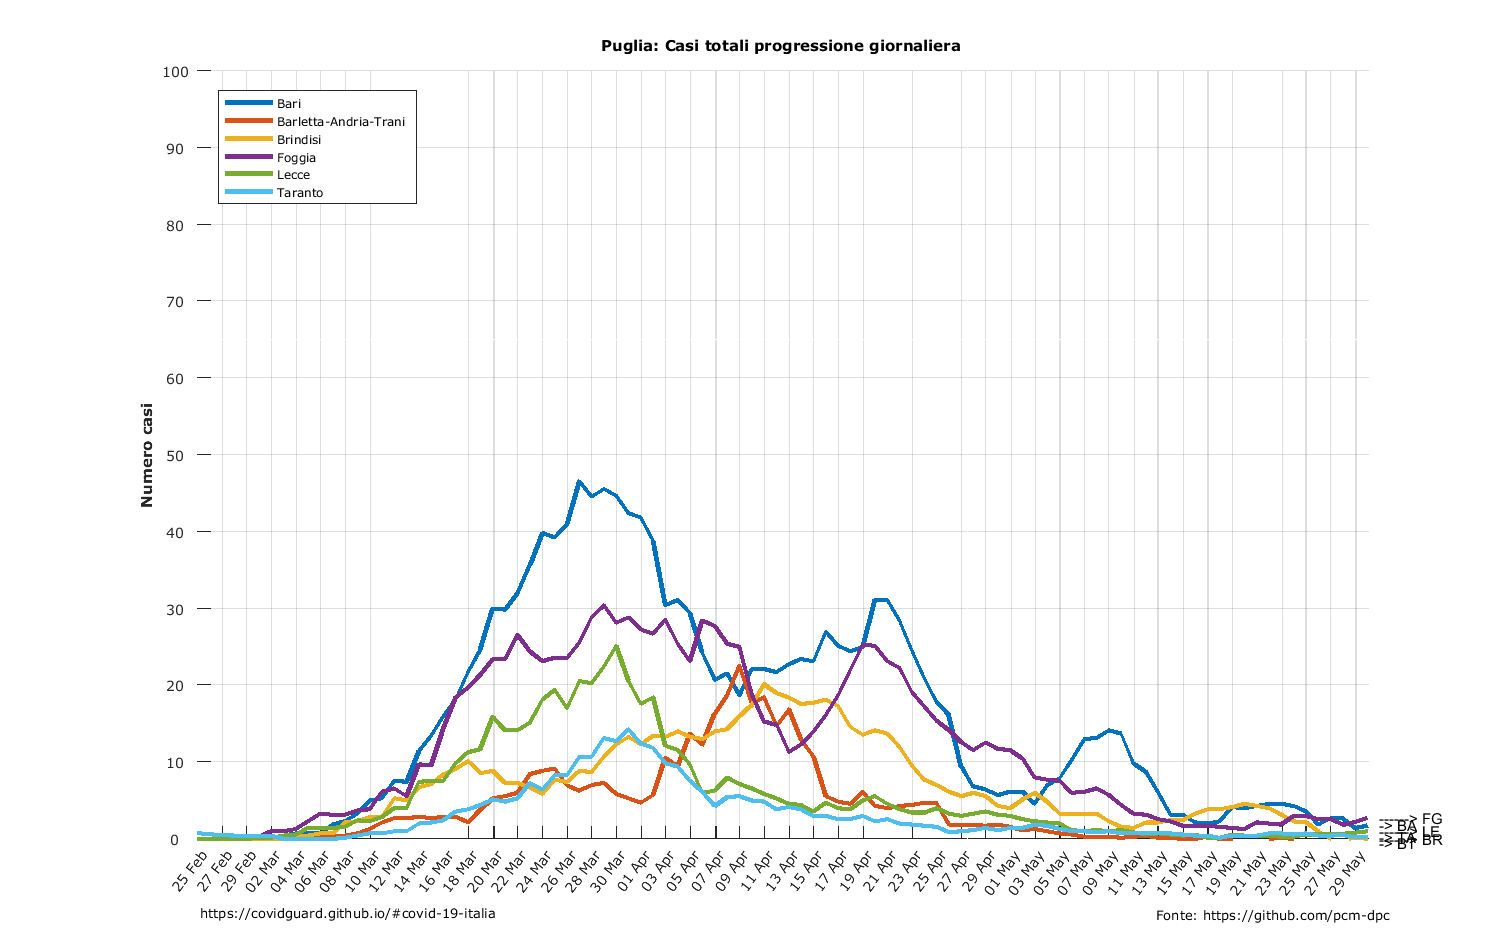 Puglia: Casi totali progressione giornaliera
100
90
80
70
60
50
40
30
20
10
0
Numero casi
Bari
Barletta-Andria-Trani
Brindisi
Foggia
Lecce
Taranto
25 Feb
27 Feb
29 Feb
02 Mar
04 Mar
06 Mar
08 Mar
10 Mar
12 Mar
14 Mar
16 Mar
18 Mar
20 Mar
22 Mar
24 Mar
26 Mar
28 Mar
30 Mar
01 Apr
03 Apr
05 Apr
07 Apr
09 Apr
11 Apr
13 Apr
15 Apr
17 Apr
19 Apr
21 Apr
23 Apr
25 Apr
27 Apr
29 Apr
01 May
03 May
05 May
07 May
09 May
11 May
13 May
15 May
17 May
19 May
21 May
23 May
25 May
27 May
29 May
------> FG
-> BA
------> LE
-> TA
------> BR
-> BT
https://covidguard.github.io/#covid-19-italia
Fonte: https://github.com/pcm-dpc